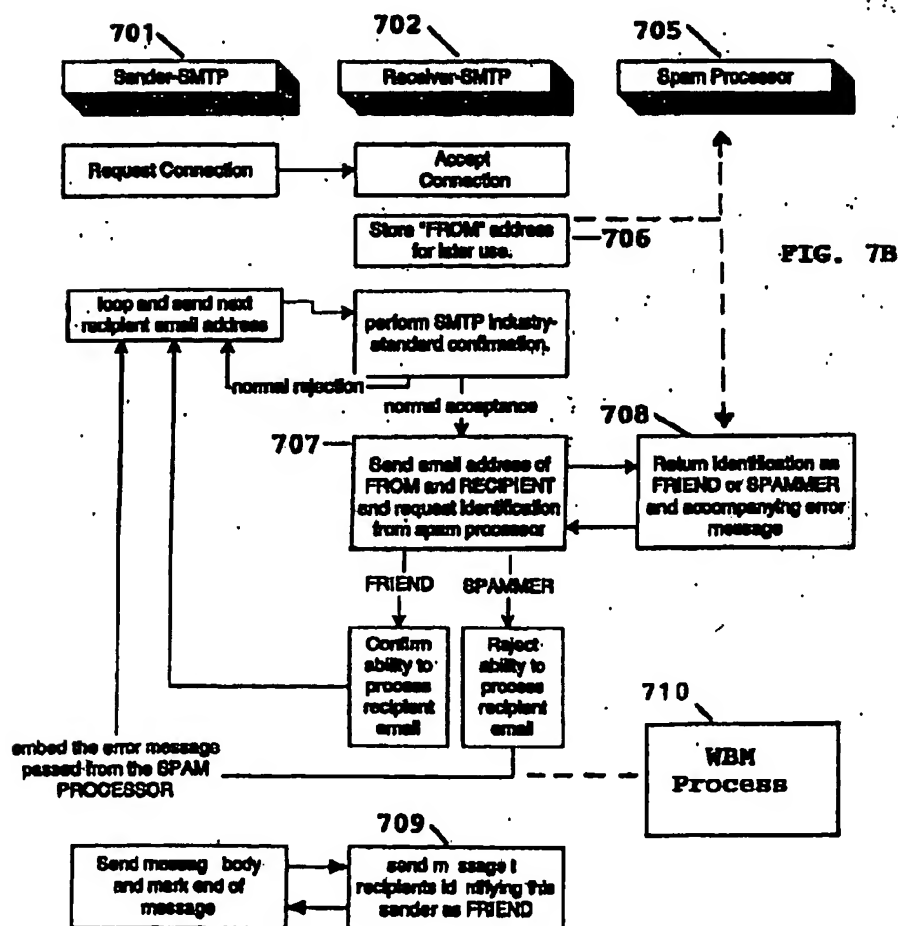 701
702
705
Sender-SMTP
Receiver-SMTP
Spam Processor
Request Connection
Accept
Connection
Store "FROM" address
for later use.
706
FIG. 7B
loop and send next
recipient email address
perform SMTP industry-
standard confirmation.
normal rejection
normal acceptance
707
708
Send email address of
FROM and RECIPIENT
and request identification
from spam processor
Return identification as
FRIEND or SPAMMER
and accompanying error
message
FRIEND
SPAMMER
Confirm
ability to
process
recipient
email
Reject
ability to
process
recipient
email
710
WBM
Process
embed the error message
passed from the SPAM
PROCESSOR
709
Send messag body
and mark end of
message
send m ssage t
recipients id ntifying this
sender as FRIEND